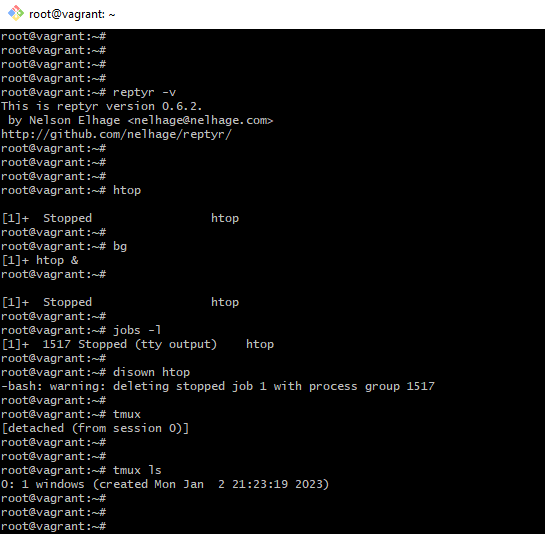 root@vagrant: ~
root@vagrant:~#
root@vagrant:~#
root@vagrant:~#
root@vagrant:~#
root@vagrant:~# reptyr -v
This is reptyr version 0.6.2.
 by Nelson Elhage <nelhage@nelhage.com>
http://github.com/nelhage/reptyr/
root@vagrant:~#
root@vagrant:~#
root@vagrant:~#
root@vagrant:~# htop

[1]+  Stopped                 htop
root@vagrant:~#
root@vagrant:~# bg
[1]+ htop &
root@vagrant:~#

[1]+  Stopped                 htop
root@vagrant:~#
root@vagrant:~# jobs -l
[1]+  1517 Stopped (tty output)    htop
root@vagrant:~#
root@vagrant:~# disown htop
-bash: warning: deleting stopped job 1 with process group 1517
root@vagrant:~#
root@vagrant:~# tmux
[detached (from session 0)]
root@vagrant:~#
root@vagrant:~#
root@vagrant:~# tmux ls
0: 1 windows (created Mon Jan  2 21:23:19 2023)
root@vagrant:~#
root@vagrant:~#
root@vagrant:~#